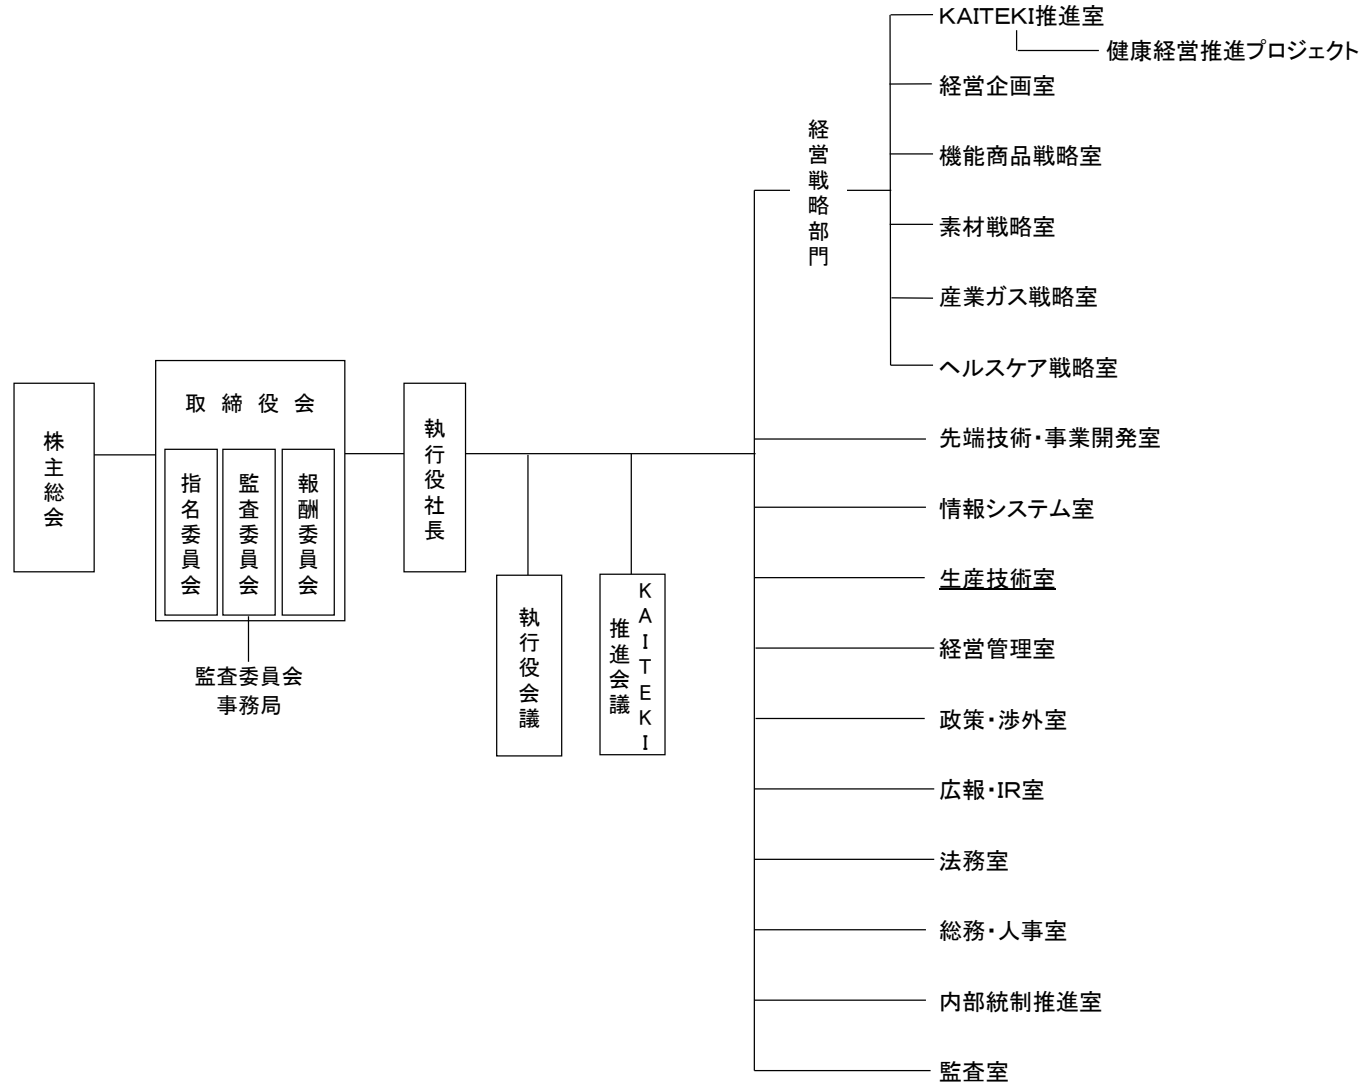 株主総会
取締役会
指名委員会
監査委員会
報酬委員会
監査委員会
事務局
執行役社長
執行役会議
KAITEKI
推進会議
経営戦略部門
KAITEKI推進室
健康経営推進プロジェクト
経営企画室
機能商品戦略室
素材戦略室
産業ガス戦略室
ヘルスケア戦略室
先端技術・事業開発室
情報システム室
生産技術室
経営管理室
政策・渉外室
広報・IR室
法務室
総務・人事室
内部統制推進室
監査室